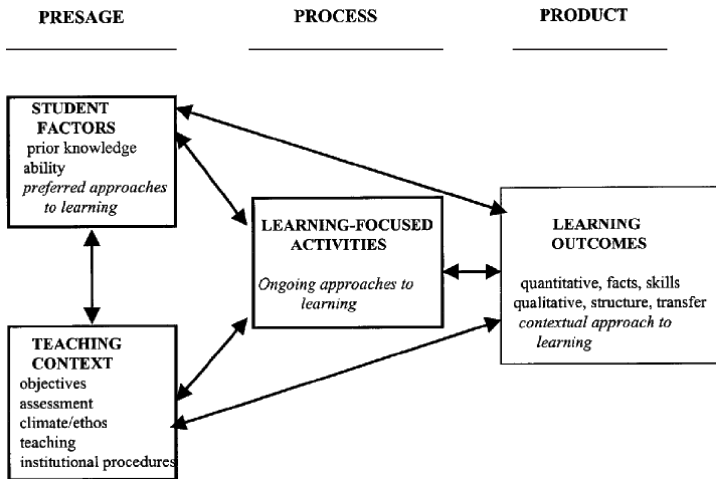 PRESAGE
PROCESS
PRODUCT
STUDENT
FACTORS
prior knowledge
ability
preferred approaches
to learning
LEARNING-FOCUSED
ACTIVITIES
Ongoing approaches to
learning
LEARNING
OUTCOMES
quantitative, facts, skills
qualitative, structure, transfer
contextual approach to
learning
TEACHING
CONTEXT
objectives
assessment
climate/ethos
teaching
institutional procedures